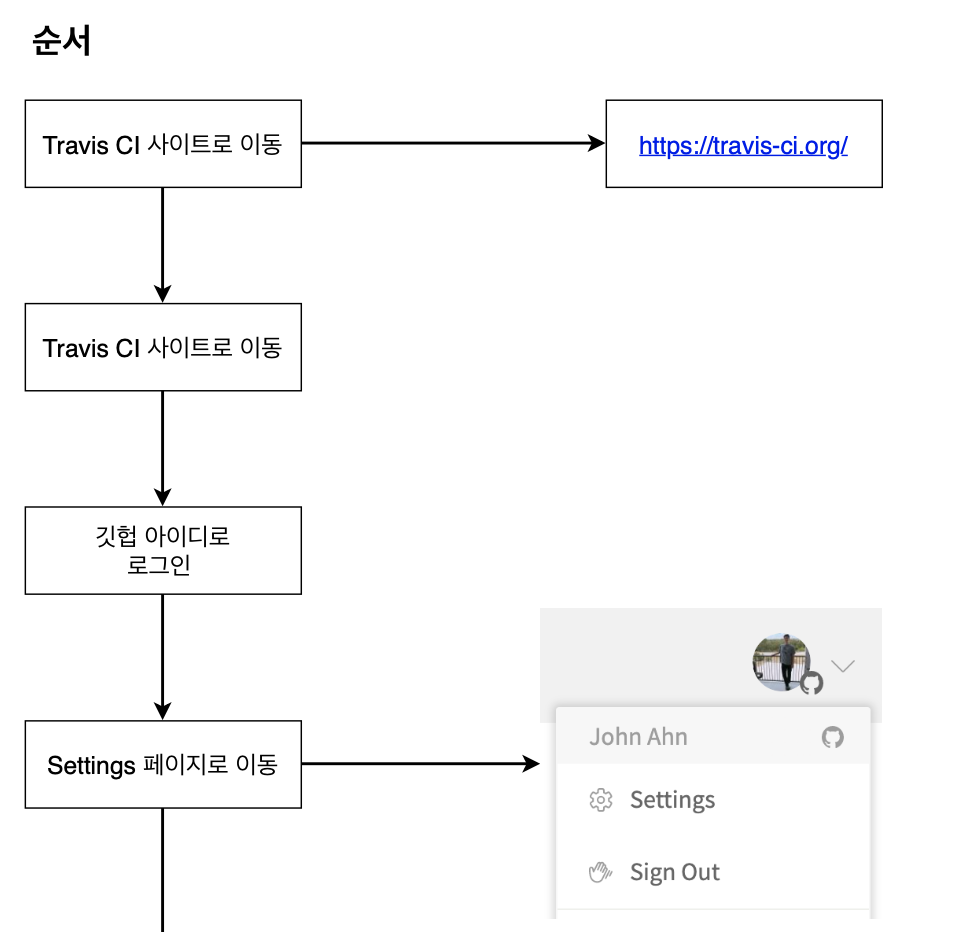 순서
Travis CI 사이트로 이동
https://travis-ci.org/
Travis CI 사이트로 이동
깃헙 아이디로
로그인
Settings 페이지로 이동
John Ahn
Settings
Sign Out